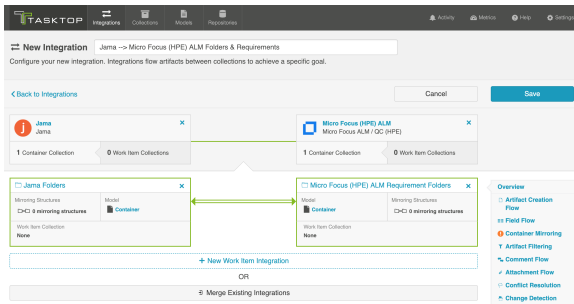 TASKTOP
Integrations
Collections
Models
Repositories
Activity
Metrics
Help
Settings
New Integration
Jama --> Micro Focus (HPE) ALM Folders & Requirements
Configure your new integration. Integrations flow artifacts between collections to achieve a specific goal.
Back to Integrations
Cancel
Save
Jama
Jama
1 Container Collection
0 Work Item Collections
Micro Focus (HPE) ALM
Micro Focus ALM / QC (HPE)
1 Container Collection
0 Work Item Collections
Jama Folders
Mirroring Structures
Model
0 mirroring structures
Container
Work Item Collection
None
Micro Focus (HPE) ALM Requirement Folders
Model
Mirroring Structures
Container
0 mirroring structures
Work Item Collection
None
+ New Work Item Integration
OR
Merge Existing Integrations
Overview
Artifact Creation
Flow
Field Flow
Container Mirroring
Artifact Filtering
Comment Flow
Attachment Flow
Conflict Resolution
Change Detection